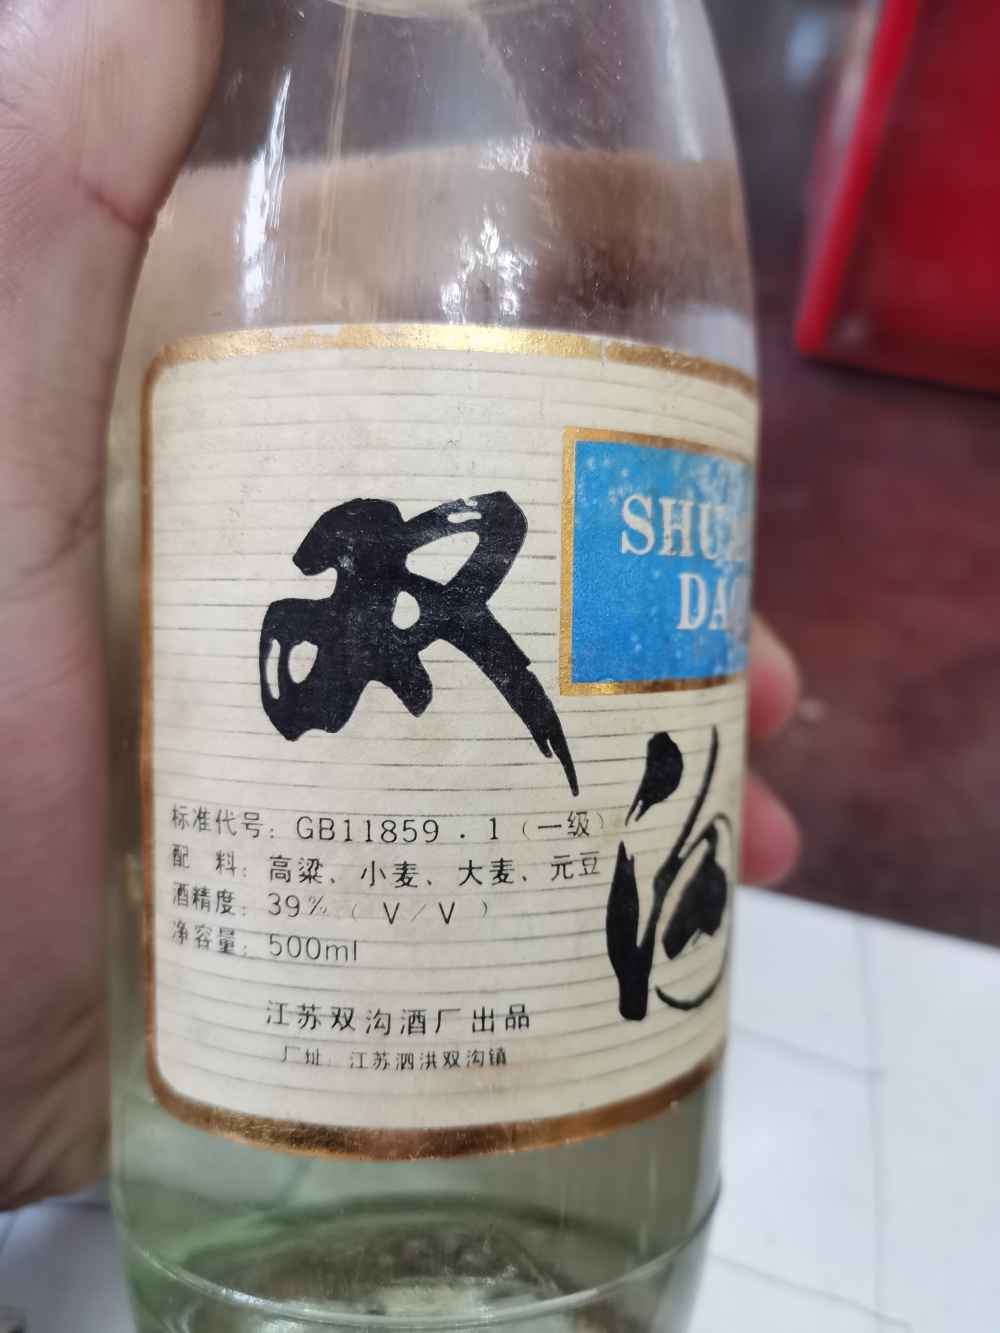 双沟
SHUANG
DAQU
标准代号：GB11859．1（一级）
配　料：高粱、小麦、大麦、元豆
酒精度：39％（V／V）
净容量：500ml
江苏双沟酒厂出品
厂址：江苏泗洪双沟镇